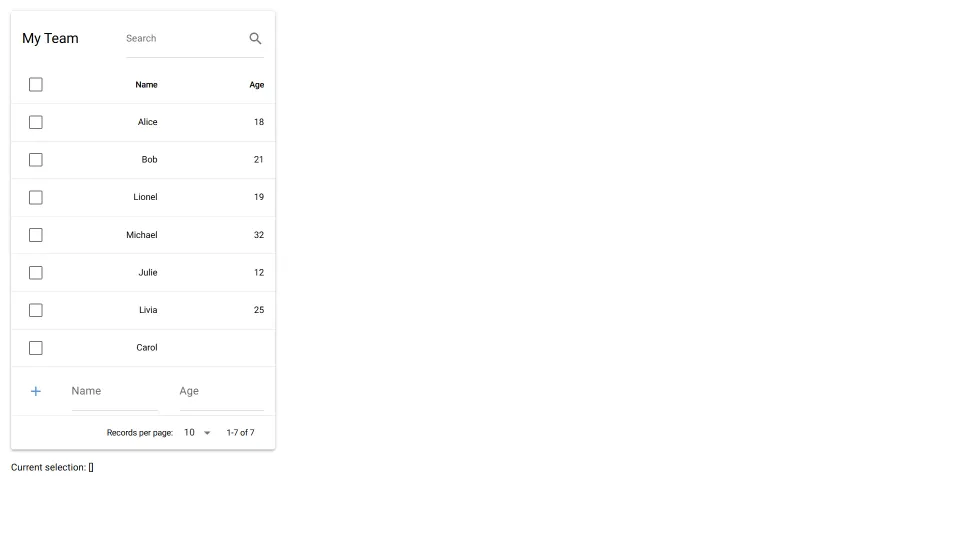 My Team Search
Name Age
Alice 18
Bob 21
Lionel 19
Michael 32
Julie 12
Livia 25
Carol
+ Name Age
Records per page: 10 1-7 of 7
Current selection: []